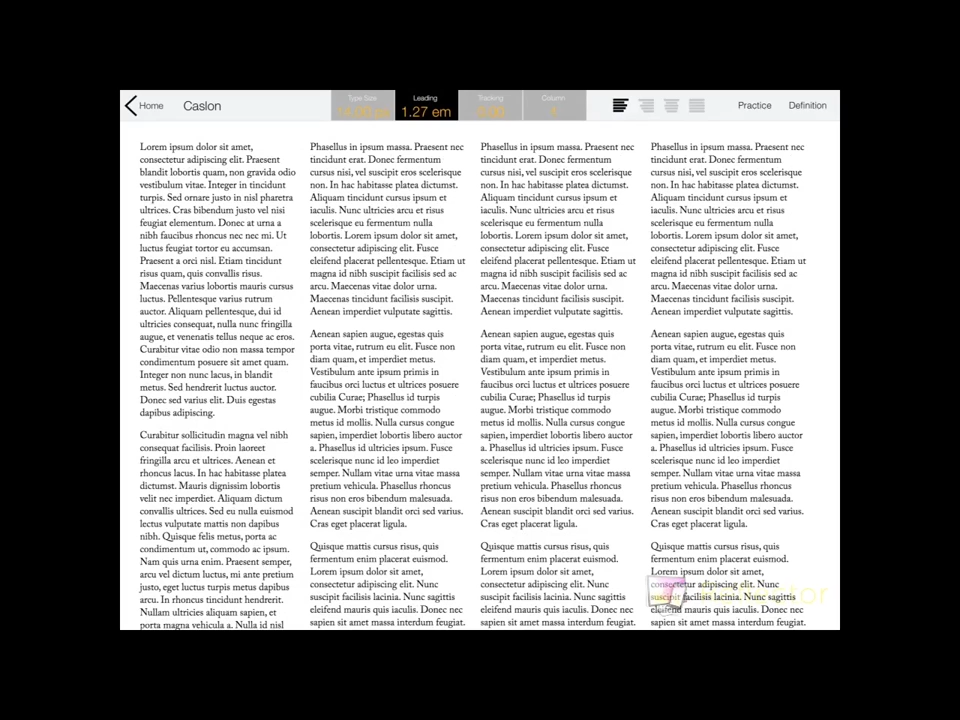 Home
Caslon
Type Size
Leading
1.27 em
Tracking
Column
Practice
Definition
Lorem ipsum dolor sit amet,
consectetur adipiscing elit. Praesent
blandit lobortis quam, non gravida odio
vestibulum vitae. Integer in tincidunt
turpis. Sed ornare justo in nisl pharetra
ultrices. Cras bibendum justo vel nisi
feugiat elementum. Donec at urna a
nibh faucibus rhoncus nec nec mi. Ut
luctus feugiat tortor eu accumsan.
Praesent a orci nisl. Etiam tincidunt
risus quam, quis convallis risus.
Maecenas varius lobortis mauris cursus
luctus. Pellentesque varius rutrum
auctor. Aliquam pellentesque, dui id
ultricies consequat, nulla nunc fringilla
augue, et venenatis tellus neque ac eros.
Curabitur vitae odio non massa tempor
condimentum posuere sit amet quam.
Integer non nunc lacus, in blandit
metus. Sed hendrerit luctus auctor.
Donec sed varius elit. Duis egestas
dapibus adipiscing.
Curabitur sollicitudin magna vel nibh
consequat facilisis. Proin laoreet
fringilla arcu et ultrices. Aenean et
rhoncus lacus. In hac habitasse platea
dictumst. Mauris dignissim lobortis
velit nec imperdiet. Aliquam dictum
convallis ultrices. Sed eu nulla euismod
lectus vulputate mattis non dapibus
nibh. Quisque felis metus, porta ac
condimentum ut, commodo ac ipsum.
Nam quis urna enim. Praesent semper,
arcu vel dictum luctus, mi ante pretium
justo, eget luctus turpis metus dapibus
arcu. In rhoncus tincidunt hendrerit.
Nullam ultricies aliquam sapien, et
porta magna vehicula a. Nulla id nisl
Phasellus in ipsum massa. Praesent nec
tincidunt erat. Donec fermentum
cursus nisi, vel suscipit eros scelerisque
non. In hac habitasse platea dictumst.
Aliquam tincidunt cursus ipsum et
iaculis. Nunc ultricies arcu et risus
scelerisque eu fermentum nulla
lobortis. Lorem ipsum dolor sit amet,
consectetur adipiscing elit. Fusce
eleifend placerat pellentesque. Etiam ut
magna id nibh suscipit facilisis sed ac
arcu. Maecenas vitae dolor urna.
Maecenas tincidunt facilisis suscipit.
Aenean imperdiet vulputate sagittis.
Aenean sapien augue, egestas quis
porta vitae, rutrum eu elit. Fusce non
diam quam, et imperdiet metus.
Vestibulum ante ipsum primis in
faucibus orci luctus et ultrices posuere
cubilia Curae; Phasellus id turpis
augue. Morbi tristique commodo
metus id mollis. Nulla cursus congue
sapien, imperdiet lobortis libero auctor
a. Phasellus id ultricies ipsum. Fusce
scelerisque nunc id leo imperdiet
semper. Nullam vitae urna vitae massa
pretium vehicula. Phasellus rhoncus
risus non eros bibendum malesuada.
Aenean suscipit blandit orci sed varius.
Cras eget placerat ligula.
Quisque mattis cursus risus, quis
fermentum enim placerat euismod.
Lorem ipsum dolor sit amet,
consectetur adipiscing elit. Nunc
suscipit facilisis lacinia. Nunc sagittis
eleifend mauris quis iaculis. Donec nec
sapien sit amet massa interdum feugiat.
Phasellus in ipsum massa. Praesent nec
tincidunt erat. Donec fermentum
cursus nisi, vel suscipit eros scelerisque
non. In hac habitasse platea dictumst.
Aliquam tincidunt cursus ipsum et
iaculis. Nunc ultricies arcu et risus
scelerisque eu fermentum nulla
lobortis. Lorem ipsum dolor sit amet,
consectetur adipiscing elit. Fusce
eleifend placerat pellentesque. Etiam ut
magna id nibh suscipit facilisis sed ac
arcu. Maecenas vitae dolor urna.
Maecenas tincidunt facilisis suscipit.
Aenean imperdiet vulputate sagittis.
Aenean sapien augue, egestas quis
porta vitae, rutrum eu elit. Fusce non
diam quam, et imperdiet metus.
Vestibulum ante ipsum primis in
faucibus orci luctus et ultrices posuere
cubilia Curae; Phasellus id turpis
augue. Morbi tristique commodo
metus id mollis. Nulla cursus congue
sapien, imperdiet lobortis libero auctor
a. Phasellus id ultricies ipsum. Fusce
scelerisque nunc id leo imperdiet
semper. Nullam vitae urna vitae massa
pretium vehicula. Phasellus rhoncus
risus non eros bibendum malesuada.
Aenean suscipit blandit orci sed varius.
Cras eget placerat ligula.
Quisque mattis cursus risus, quis
fermentum enim placerat euismod.
Lorem ipsum dolor sit amet,
consectetur adipiscing elit. Nunc
suscipit facilisis lacinia. Nunc sagittis
eleifend mauris quis iaculis. Donec nec
sapien sit amet massa interdum feugiat.
Phasellus in ipsum massa. Praesent nec
tincidunt erat. Donec fermentum
cursus nisi, vel suscipit eros scelerisque
non. In hac habitasse platea dictumst.
Aliquam tincidunt cursus ipsum et
iaculis. Nunc ultricies arcu et risus
scelerisque eu fermentum nulla
lobortis. Lorem ipsum dolor sit amet,
consectetur adipiscing elit. Fusce
eleifend placerat pellentesque. Etiam ut
magna id nibh suscipit facilisis sed ac
arcu. Maecenas vitae dolor urna.
Maecenas tincidunt facilisis suscipit.
Aenean imperdiet vulputate sagittis.
Aenean sapien augue, egestas quis
porta vitae, rutrum eu elit. Fusce non
diam quam, et imperdiet metus.
Vestibulum ante ipsum primis in
faucibus orci luctus et ultrices posuere
cubilia Curae; Phasellus id turpis
augue. Morbi tristique commodo
metus id mollis. Nulla cursus congue
sapien, imperdiet lobortis libero auctor
a. Phasellus id ultricies ipsum. Fusce
scelerisque nunc id leo imperdiet
semper. Nullam vitae urna vitae massa
pretium vehicula. Phasellus rhoncus
risus non eros bibendum malesuada.
Aenean suscipit blandit orci sed varius.
Cras eget placerat ligula.
Quisque mattis cursus risus, quis
fermentum enim placerat euismod.
Lorem ipsum dolor sit amet,
consectetur adipiscing elit. Nunc
suscipit facilisis lacinia. Nunc sagittis
eleifend mauris quis iaculis. Donec nec
sapien sit amet massa interdum feugiat.